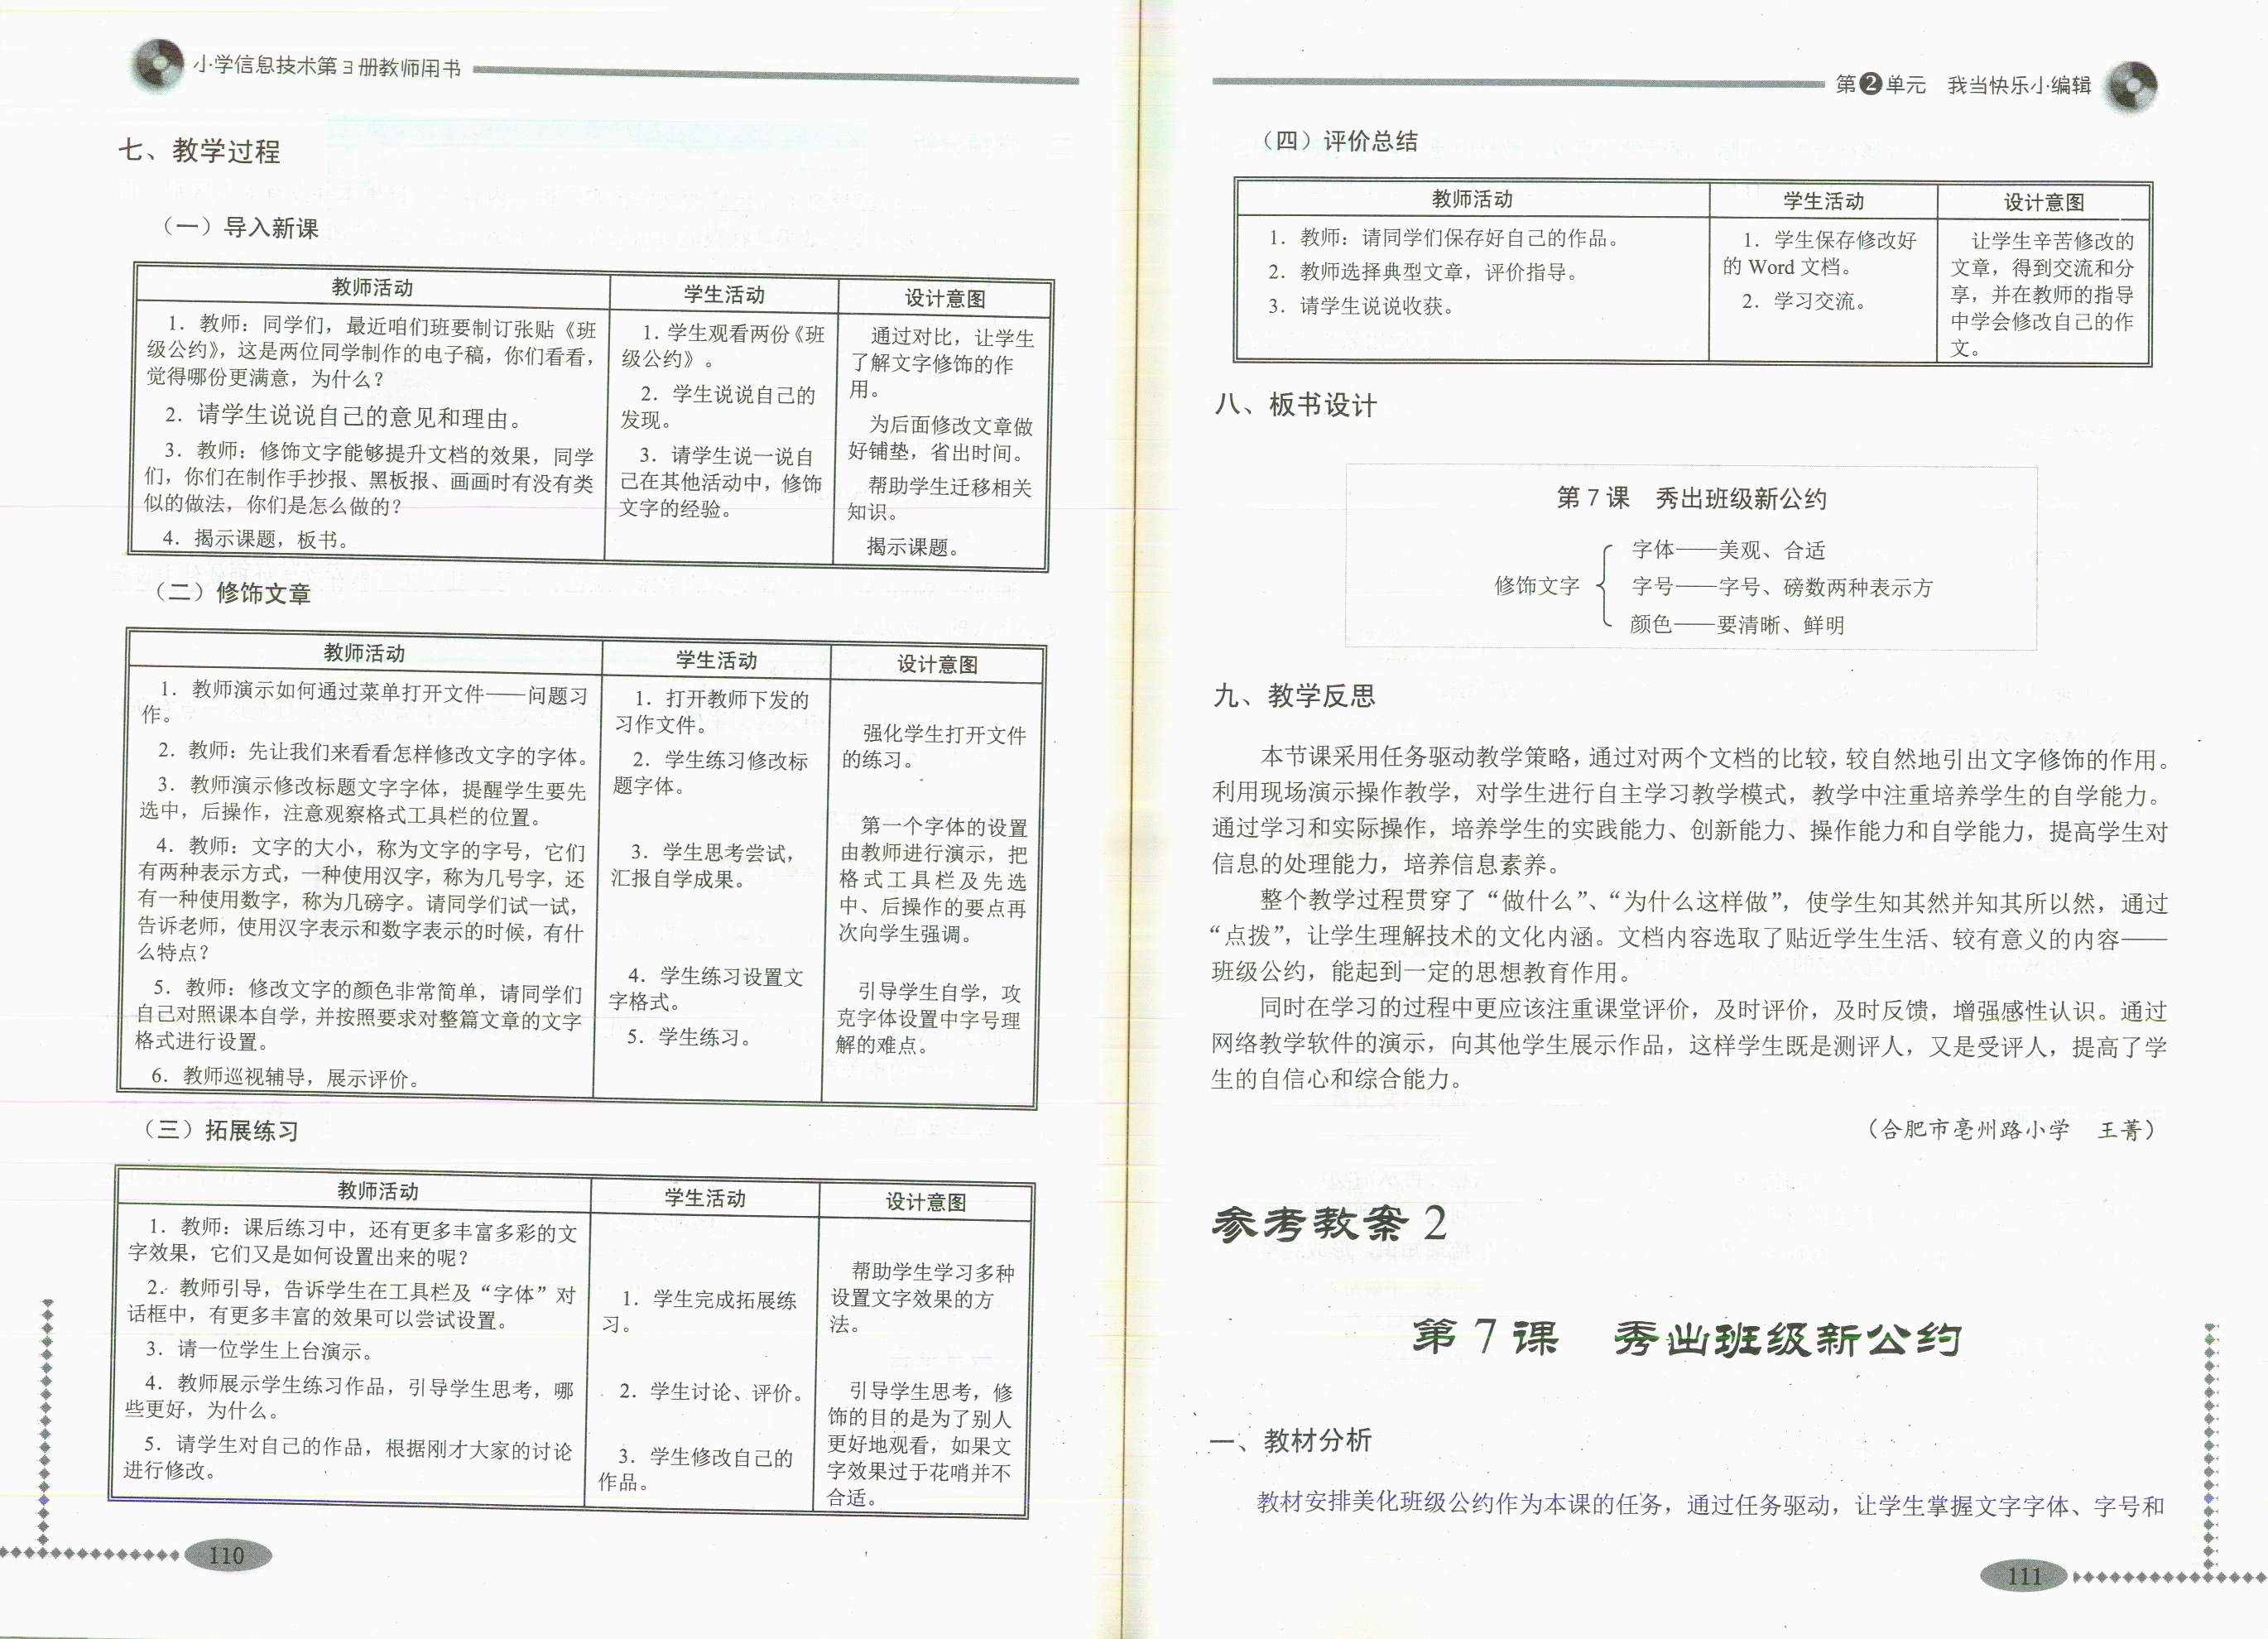 小学信息技术第3册教师用书
七、教学过程
（一）导入新课
教师活动
学生活动
设计意图
1．教师：同学们，最近咱们班要制订张贴《班
级公约》，这是两位同学制作的电子稿，你们看看，
觉得哪份更满意，为什么？
2．请学生说说自己的意见和理由。
3．教师：修饰文字能够提升文档的效果，同学
们，你们在制作手抄报、黑板报、画画时有没有类
似的做法，你们是怎么做的？
4．揭示课题，板书。
1．学生观看两份《班
级公约》。
2．学生说说自己的
发现。
3．请学生说一说自
己在其他活动中，修饰
文字的经验。
通过对比，让学生
了解文字修饰的作
用。
为后面修改文章做
好铺垫，省出时间。
帮助学生迁移相关
知识。
揭示课题。
（二）修饰文章
教师活动
学生活动
设计意图
1．教师演示如何通过菜单打开文件——问题习
作。
2．教师：先让我们来看看怎样修改文字的字体。
3．教师演示修改标题文字字体，提醒学生要先
选中，后操作，注意观察格式工具栏的位置。
4．教师：文字的大小，称为文字的字号，它们
有两种表示方式，一种使用汉字，称为几号字，还
有一种使用数字，称为几磅字。请同学们试一试，
告诉老师，使用汉字表示和数字表示的时候，有什
么特点？
5．教师：修改文字的颜色非常简单，请同学们
自己对照课本自学，并按照要求对整篇文章的文字
格式进行设置。
6．教师巡视辅导，展示评价。
1．打开教师下发的
习作文件。
2．学生练习修改标
题字体。
3．学生思考尝试，
汇报自学成果。
4．学生练习设置文
字格式。
5．学生练习。
强化学生打开文件
的练习。
第一个字体的设置
由教师进行演示，把
格式工具栏及先选
中、后操作的要点再
次向学生强调。
引导学生自学，攻
克字体设置中字号理
解的难点。
（三）拓展练习
教师活动
学生活动
设计意图
1．教师：课后练习中，还有更多丰富多彩的文
字效果，它们又是如何设置出来的呢？
2．教师引导，告诉学生在工具栏及“字体”对
话框中，有更多丰富的效果可以尝试设置。
3．请一位学生上台演示。
4．教师展示学生练习作品，引导学生思考，哪
些更好，为什么。
5．请学生对自己的作品，根据刚才大家的讨论
进行修改。
1．学生完成拓展练
习。
2．学生讨论、评价。
3．学生修改自己的
作品。
帮助学生学习多种
设置文字效果的方
法。
引导学生思考，修
饰的目的是为了别人
更好地观看，如果文
字效果过于花哨并不
合适。
110
第2单元　我当快乐小编辑
（四）评价总结
教师活动
学生活动
设计意图
1．教师：请同学们保存好自己的作品。
2．教师选择典型文章，评价指导。
3．请学生说说收获。
1．学生保存修改好
的 Word 文档。
2．学习交流。
让学生辛苦修改的
文章，得到交流和分
享，并在教师的指导
中学会修改自己的作
文。
八、板书设计
第 7 课　秀出班级新公约
修饰文字
字体——美观、合适
字号——字号、磅数两种表示方
颜色——要清晰、鲜明
九、教学反思
本节课采用任务驱动教学策略，通过对两个文档的比较，较自然地引出文字修饰的作用。
利用现场演示操作教学，对学生进行自主学习教学模式，教学中注重培养学生的自学能力。
通过学习和实际操作，培养学生的实践能力、创新能力、操作能力和自学能力，提高学生对
信息的处理能力，培养信息素养。
整个教学过程贯穿了“做什么”、“为什么这样做”，使学生知其然并知其所以然，通过
“点拨”，让学生理解技术的文化内涵。文档内容选取了贴近学生生活、较有意义的内容——
班级公约，能起到一定的思想教育作用。
同时在学习的过程中更应该注重课堂评价，及时评价，及时反馈，增强感性认识。通过
网络教学软件的演示，向其他学生展示作品，这样学生既是测评人，又是受评人，提高了学
生的自信心和综合能力。
（合肥市亳州路小学　王菁）
参考教案 2
第 7 课　秀出班级新公约
一、教材分析
教材安排美化班级公约作为本课的任务，通过任务驱动，让学生掌握文字字体、字号和
111